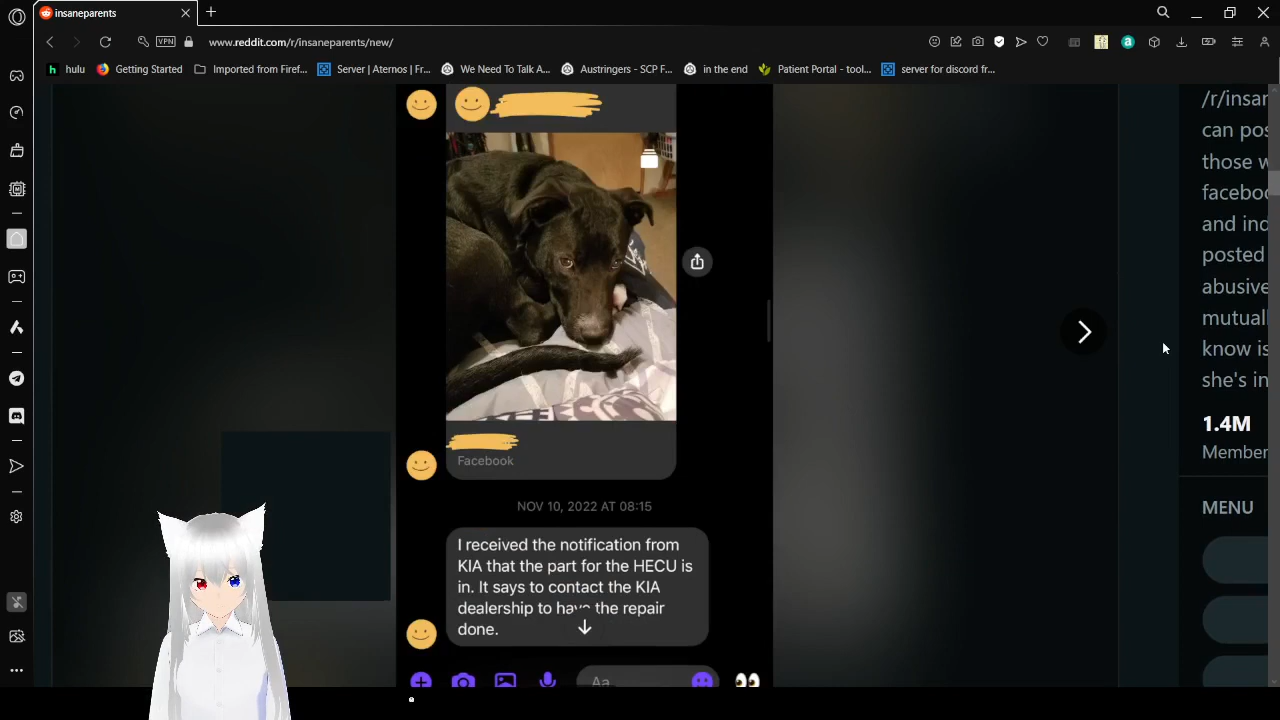 insaneparents
VPN
www.reddit.com/r/insaneparents/new/
hulu
Getting Started
Imported from Firef...
Server | Aternos | Fr...
We Need To Talk A...
Austringers - SCP F...
in the end
Patient Portal - tool...
server for discord fr...
Facebook
NOV 10, 2022 AT 08:15
I received the notification from
KIA that the part for the HECU is
in. It says to contact the KIA
dealership to have the repair
done.
Aa
/r/insar
can pos
those w
faceboo
and ind
posted
abusive
mutuall
know is
she's in
1.4M
Member
MENU